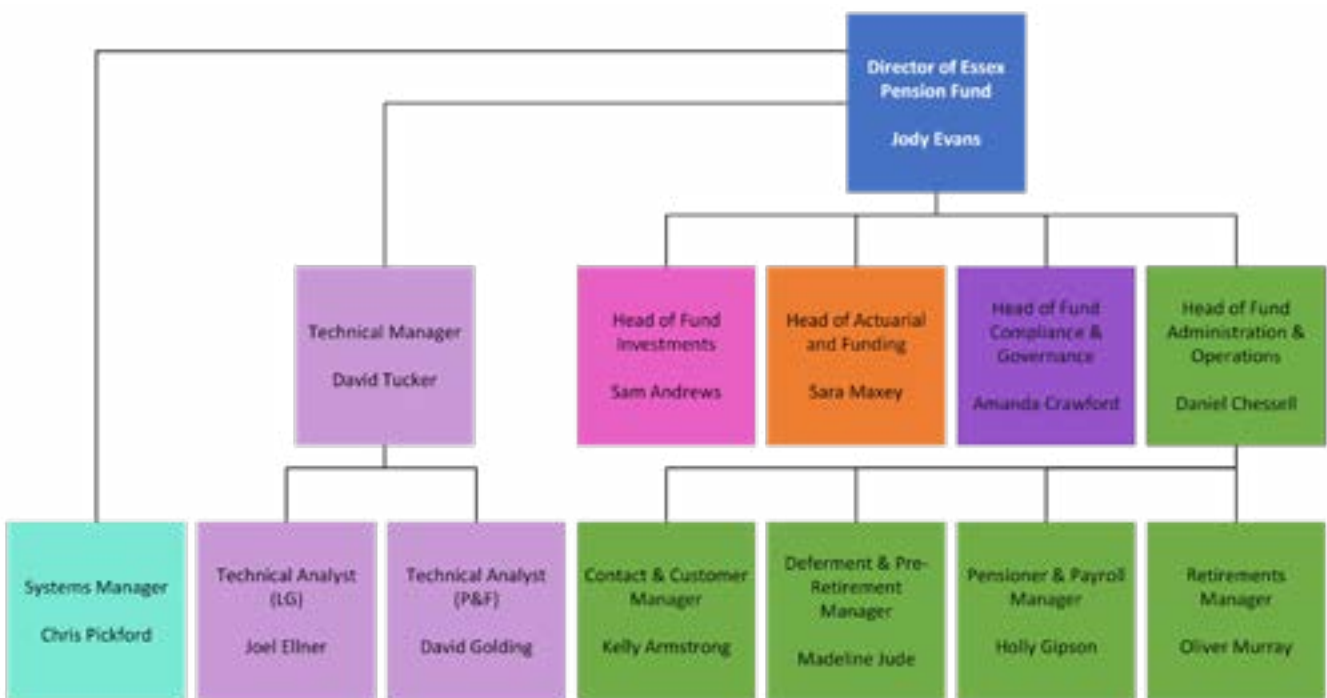 Director of Essex
Pension Fund
Jody Evans
Technical Manager
David Tucker
Head of Fund
Investments
Sam Andrews
Head of Actuarial
and Funding
Sara Maxey
Head of Fund
Compliance &
Governance
Amanda Crawford
Head of Fund
Administration &
Operations
Daniel Chessell
Systems Manager
Chris Pickford
Technical Analyst
(LG)
Joel Ellner
Technical Analyst
(P&F)
David Golding
Contact & Customer
Manager
Kelly Armstrong
Deferment & Pre-
Retirement
Manager
Madeline Jude
Pensioner & Payroll
Manager
Holly Gipson
Retirements
Manager
Oliver Murray